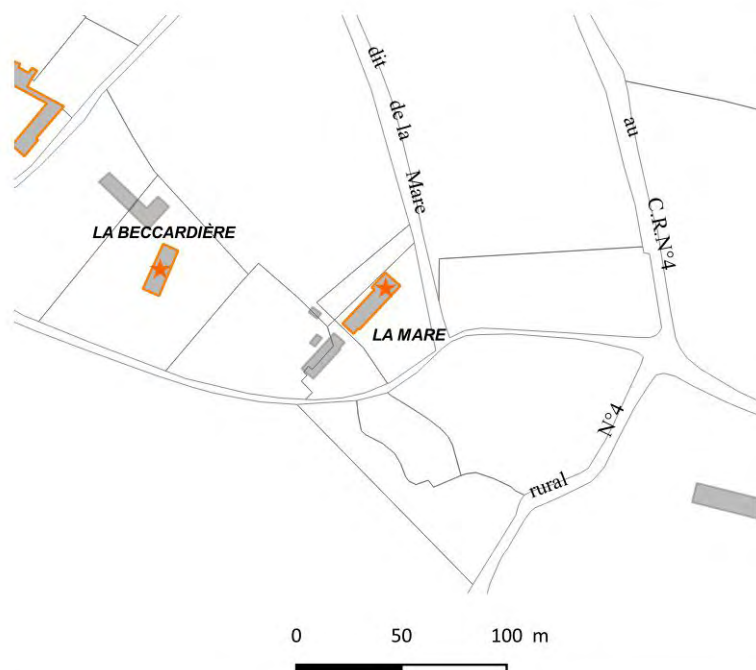 dit
de la
Mare
au
C.R.N°4
LA BECCARDIÈRE
LA MARE
N°4
rural
0 50 100 m